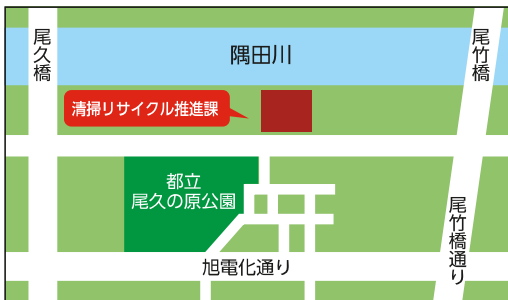 尾久橋
隅田川
尾竹橋
清掃リサイクル推進課
都立
尾久の原公園
尾竹橋通り
旭電化通り